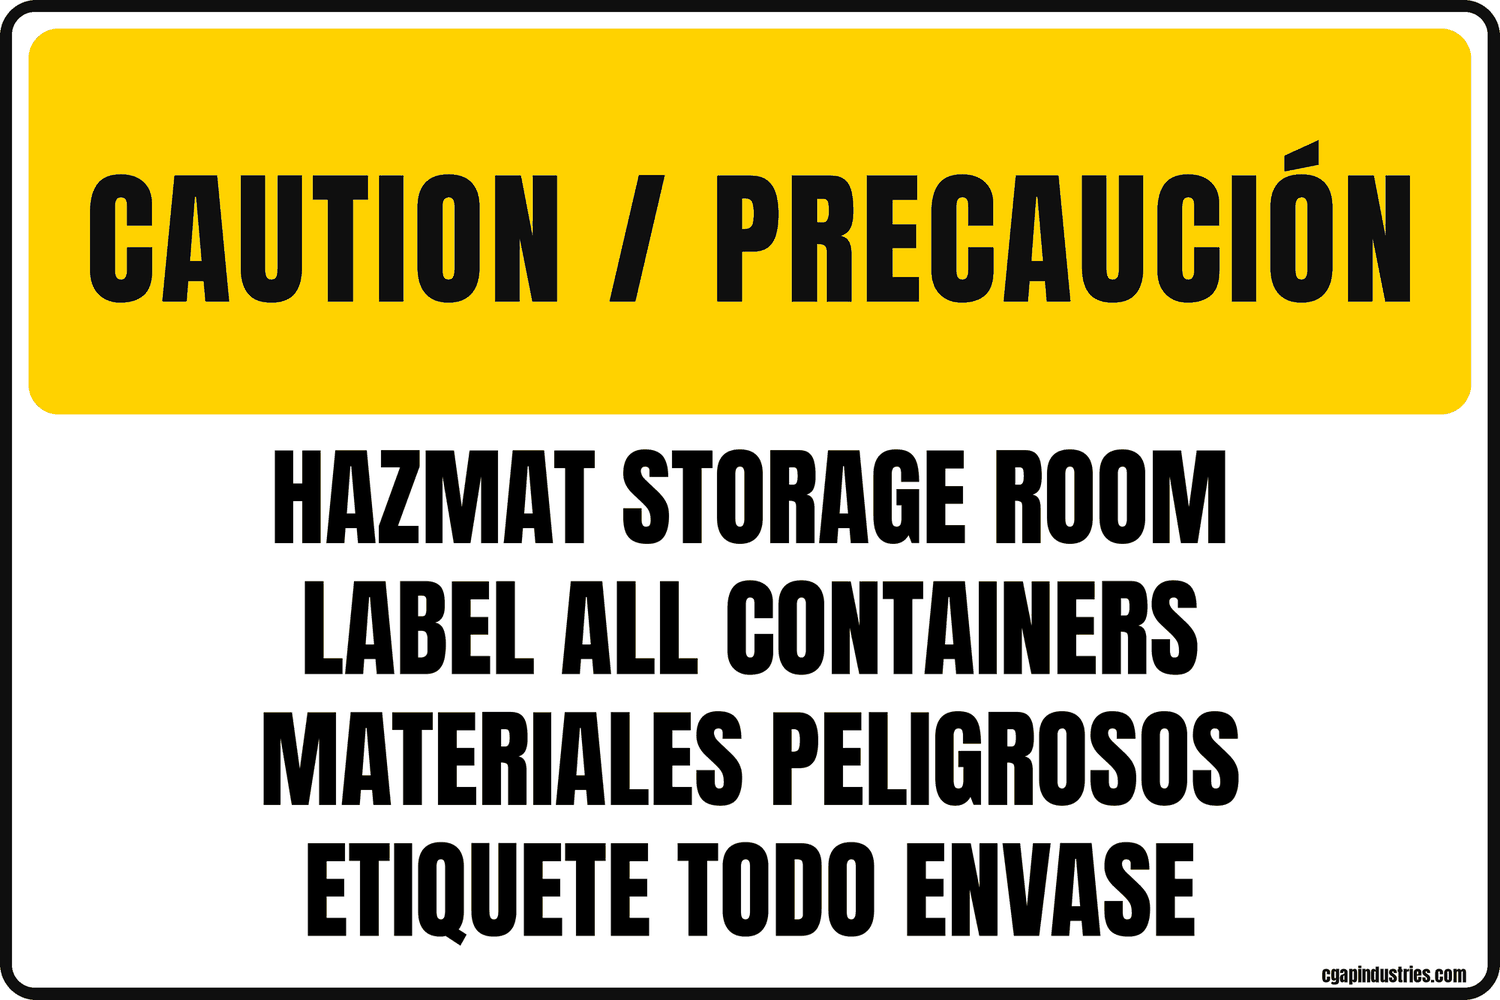 CAUTION / PRECAUCIÓN
HAZMAT STORAGE ROOM
LABEL ALL CONTAINERS
MATERIALES PELIGROSOS
ETIQUETE TODO ENVASE
cgapindustries.com